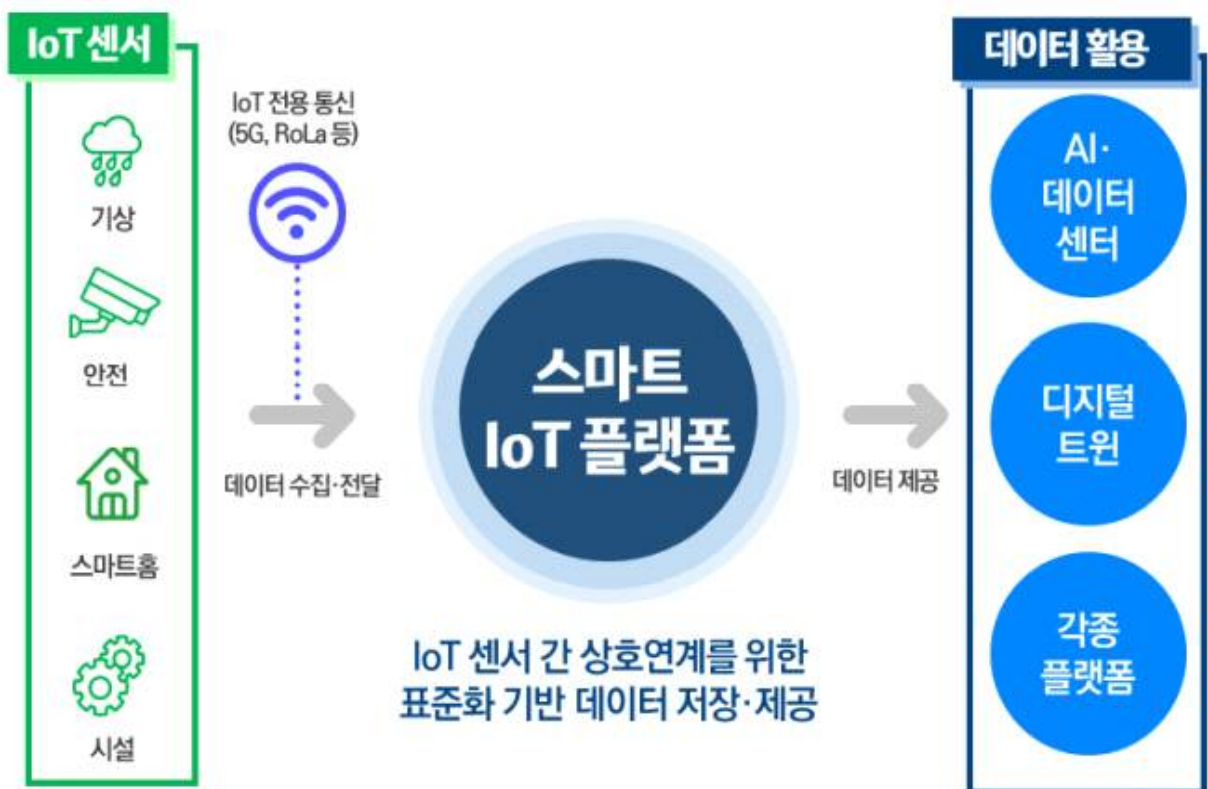 IoT 센서
기상
안전
스마트홈
시설
IoT 전용 통신
(5G, RoLa 등)
데이터 수집·전달
스마트
IoT 플랫폼
IoT 센서 간 상호연계를 위한
표준화 기반 데이터 저장·제공
데이터 제공
데이터 활용
AI·
데이터
센터
디지털
트윈
각종
플랫폼